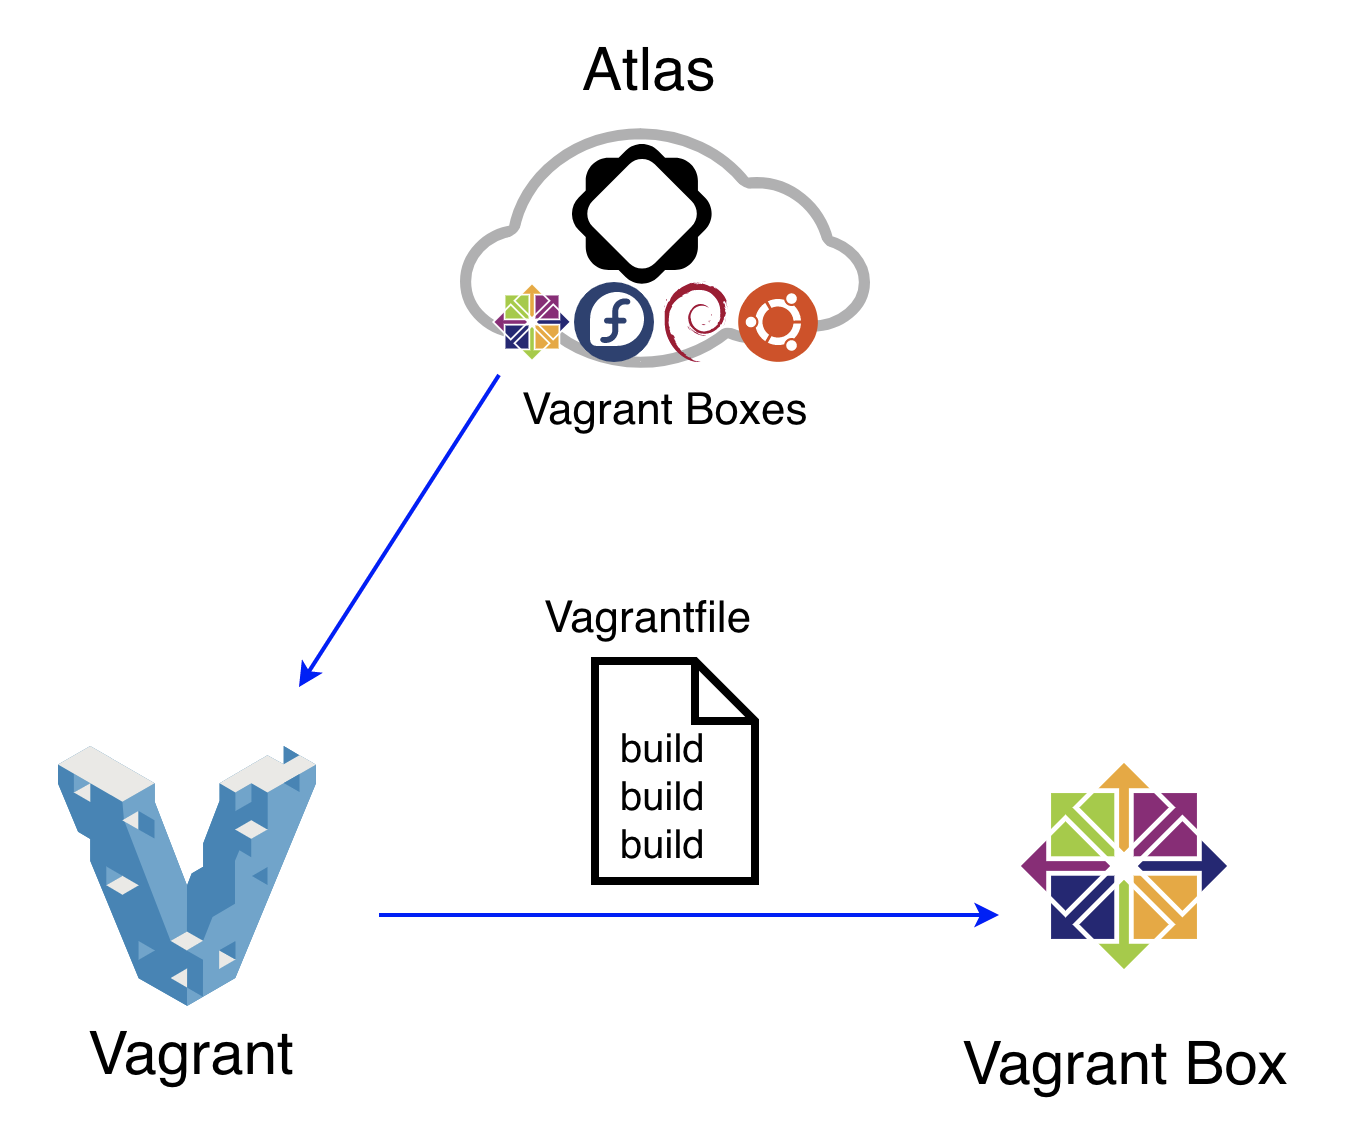 Atlas
Vagrant Boxes
Vagrantfile
build
build
build
Vagrant
Vagrant Box